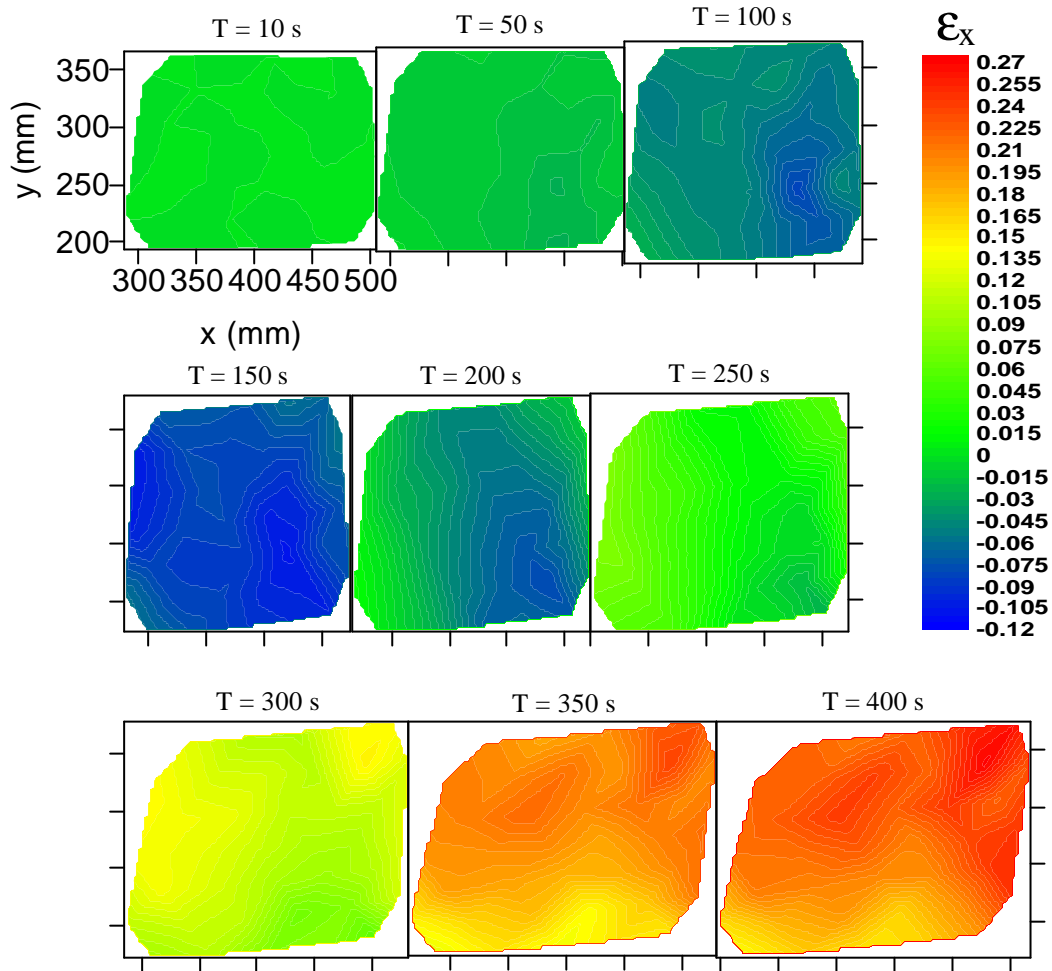 T = 10 s
T = 50 s
T = 100 s
εx
350
300
250
200
y (mm)
300 350 400 450 500
x (mm)
T = 150 s
T = 200 s
T = 250 s
T = 300 s
T = 350 s
T = 400 s
0.27
0.255
0.24
0.225
0.21
0.195
0.18
0.165
0.15
0.135
0.12
0.105
0.09
0.075
0.06
0.045
0.03
0.015
0
-0.015
-0.03
-0.045
-0.06
-0.075
-0.09
-0.105
-0.12